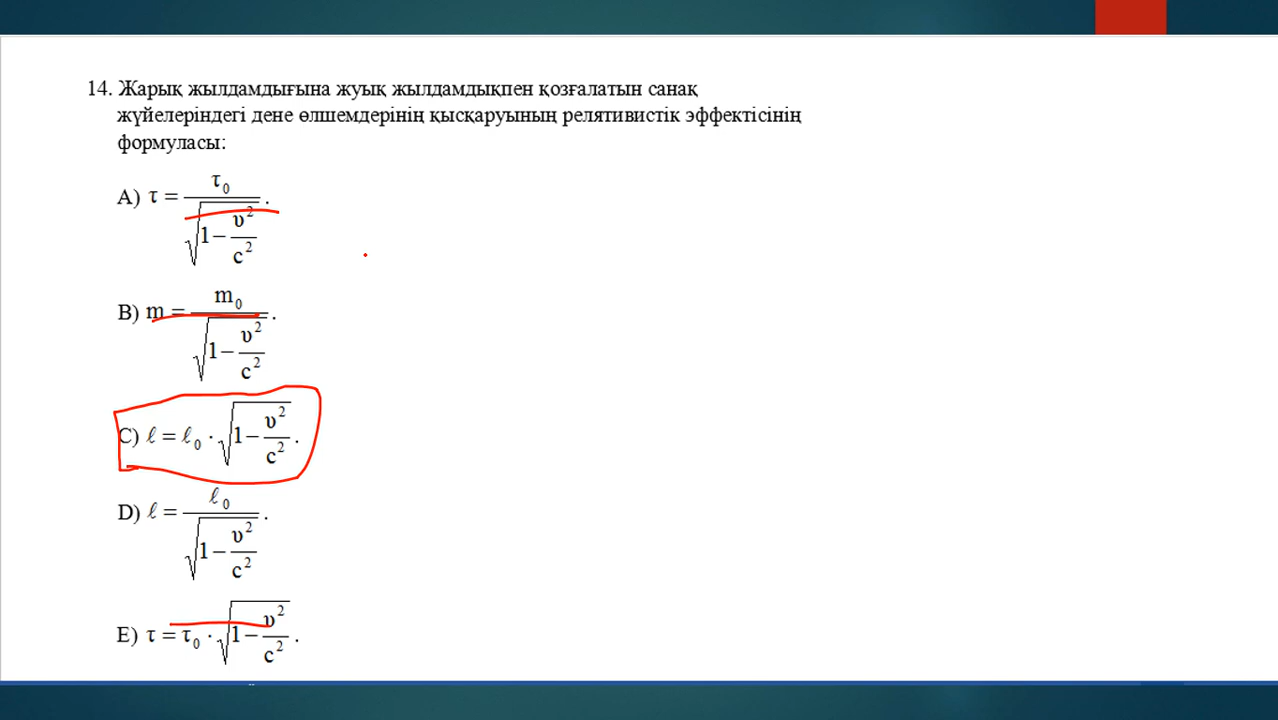 14. Жарық жылдамдығына жуық жылдамдықпен қозғалатын санақ
жүйелеріндегі дене өлшемдерінің қысқаруының релятивистік эффектісінің
формуласы:
A) τ = τ₀ / √(1 − υ²/c²).
B) m = m₀ / √(1 − υ²/c²).
C) ℓ = ℓ₀ · √(1 − υ²/c²).
D) ℓ = ℓ₀ / √(1 − υ²/c²).
E) τ = τ₀ · √(1 − υ²/c²).